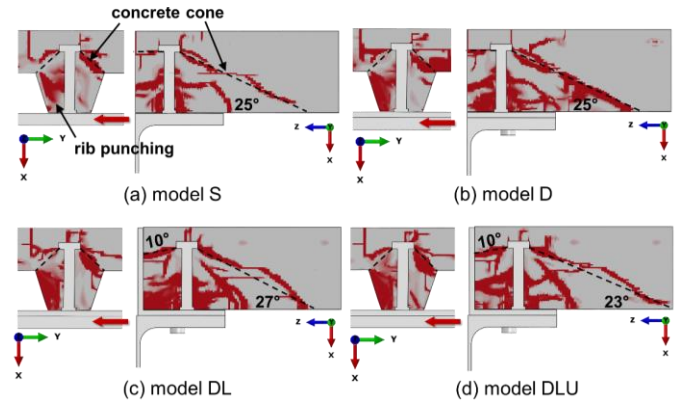 concrete cone
25°
rib punching
Y
X
Z
X
(a) model S
25°
Y
X
Z
X
(b) model D
10°
27°
Y
X
Z
X
(c) model DL
10°
23°
Y
X
Z
X
(d) model DLU